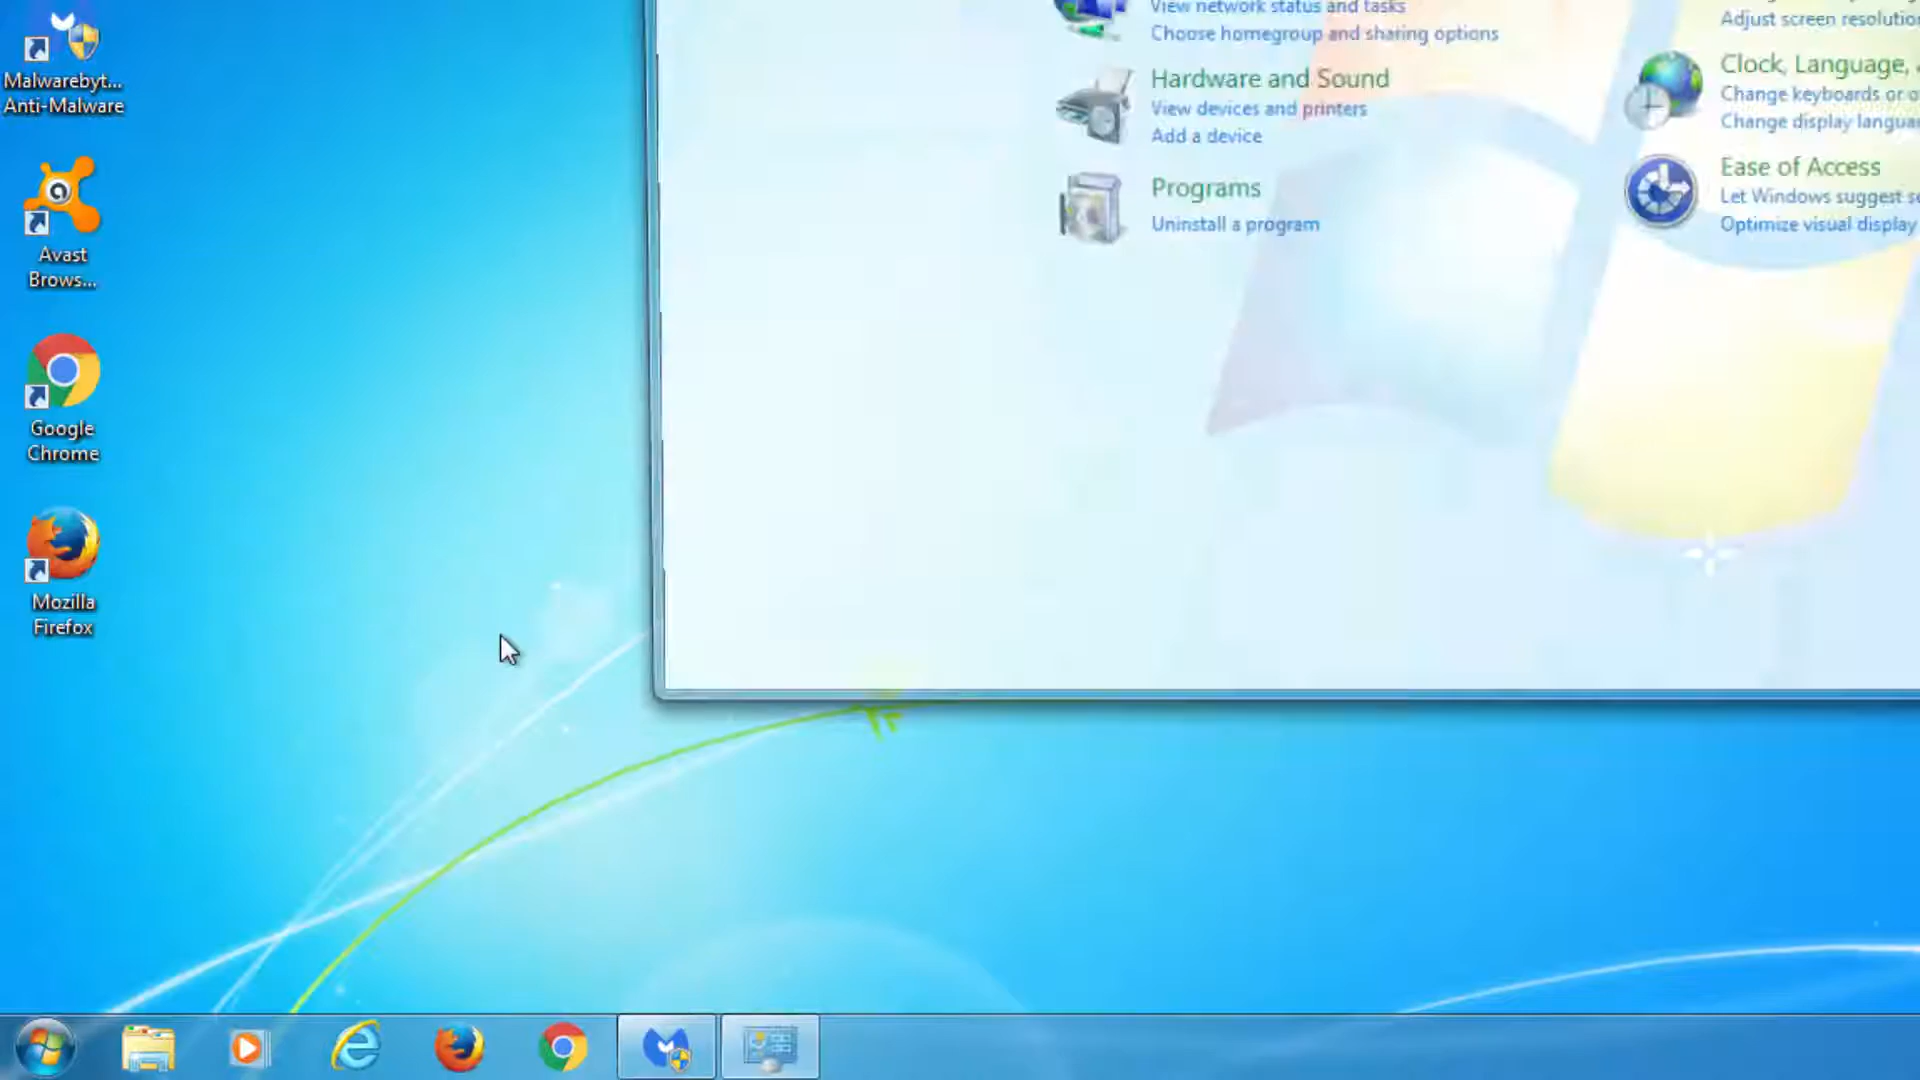 Malwarebyt...
Anti-Malware
Avast
Brows...
Google
Chrome
Mozilla
Firefox
View network status and tasks
Choose homegroup and sharing options
Hardware and Sound
View devices and printers
Add a device
Programs
Uninstall a program
Adjust screen resolution
Clock, Language,
Change keyboards or o
Change display langua
Ease of Access
Let Windows suggest se
Optimize visual display